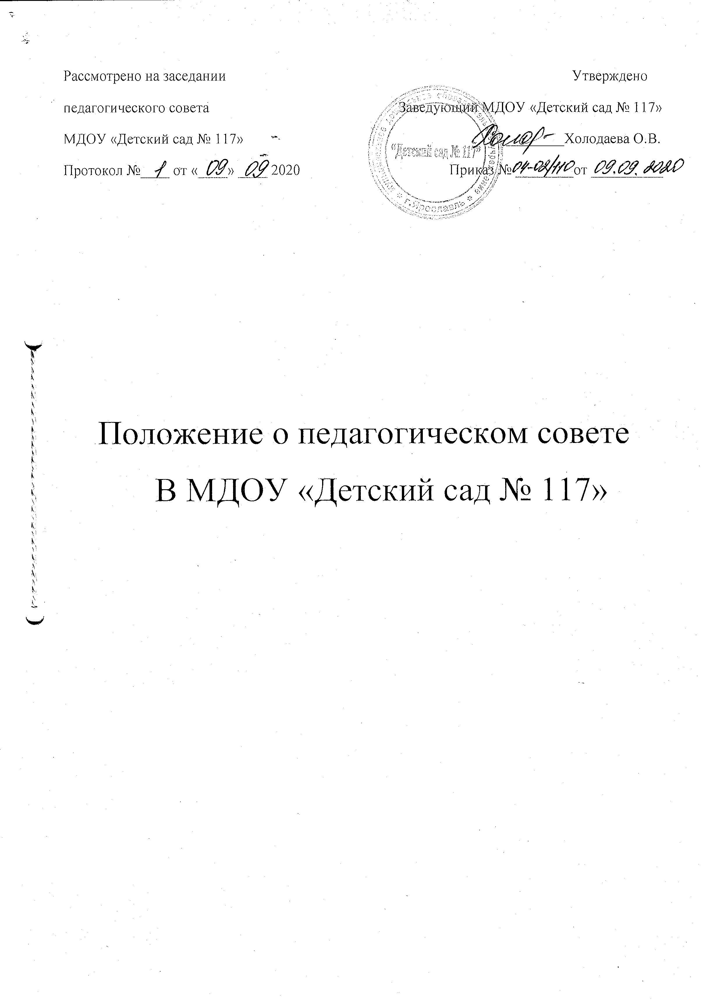 Рассмотрено на заседании
педагогического совета
МДОУ «Детский сад № 117»
Протокол № 1 от « 09» 09 2020
Утверждено
Заведующий МДОУ «Детский сад № 117»
Холодаева О.В.
Приказ № 04-02/110 от 09.09.2020
"Детский сад № 117"
г.Ярославль
Положение о педагогическом совете
В МДОУ «Детский сад № 117»